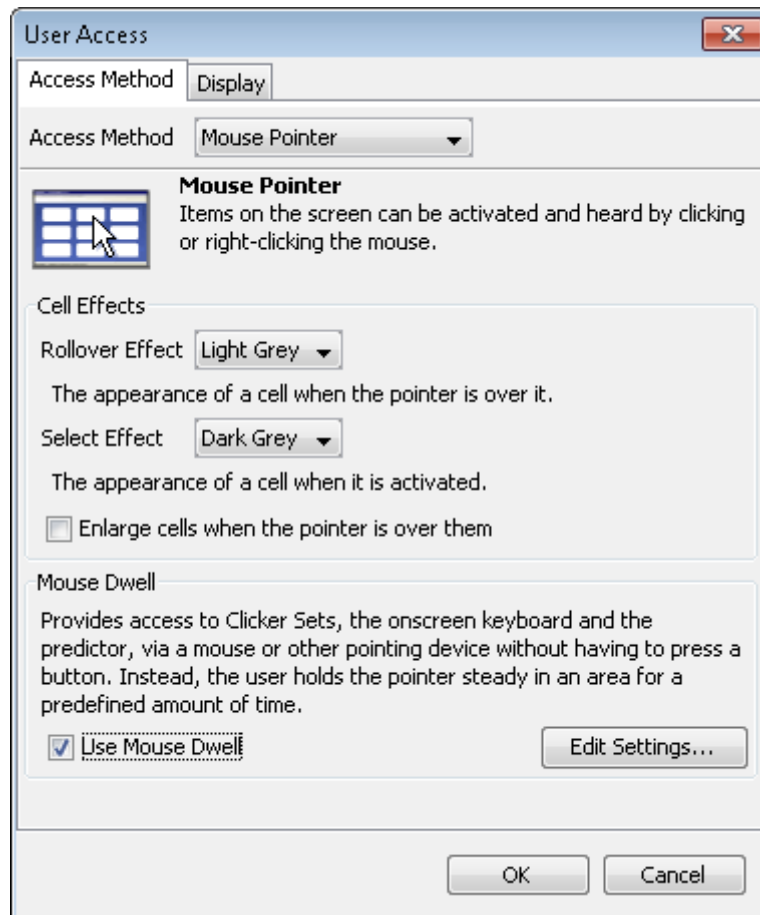 User Access
Access Method Display
Access Method Mouse Pointer
Mouse Pointer
Items on the screen can be activated and heard by clicking
or right-clicking the mouse.
Cell Effects
Rollover Effect Light Grey
The appearance of a cell when the pointer is over it.
Select Effect Dark Grey
The appearance of a cell when it is activated.
Enlarge cells when the pointer is over them
Mouse Dwell
Provides access to Clicker Sets, the onscreen keyboard and the
predictor, via a mouse or other pointing device without having to press a
button. Instead, the user holds the pointer steady in an area for a
predefined amount of time.
Use Mouse Dwell Edit Settings...
OK Cancel